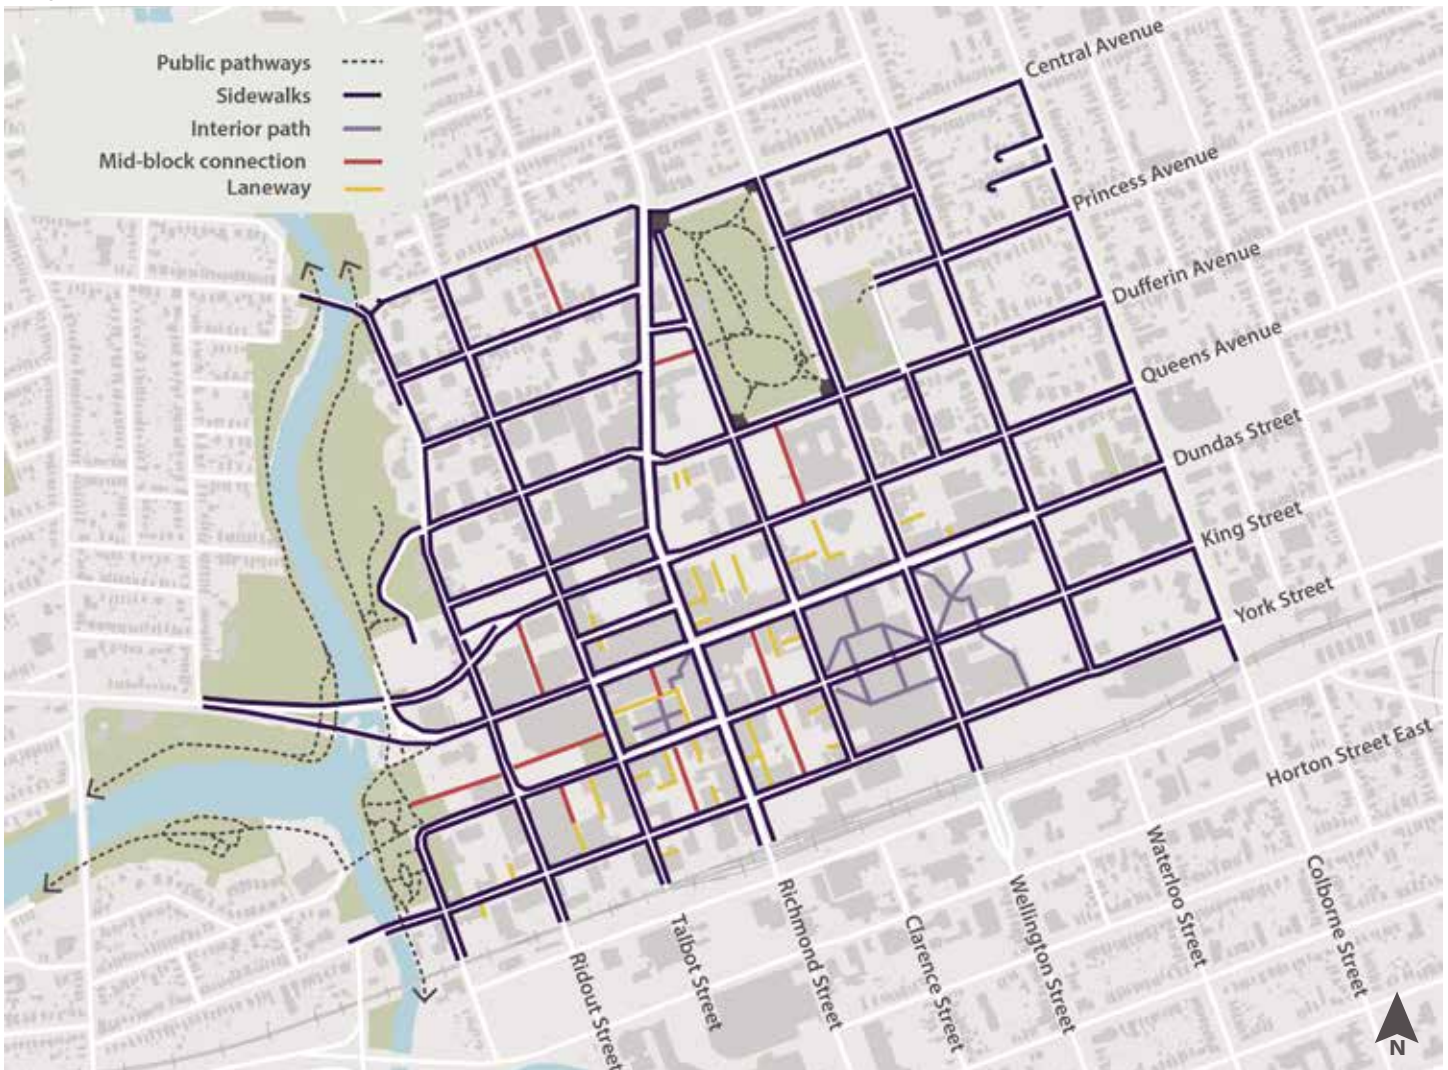 Public pathways
Sidewalks
Interior path
Mid-block connection
Laneway
Central Avenue
Princess Avenue
Dufferin Avenue
Queens Avenue
Dundas Street
King Street
York Street
Horton Street East
Ridout Street
Talbot Street
Richmond Street
Clarence Street
Wellington Street
Waterloo Street
Colborne Street
N